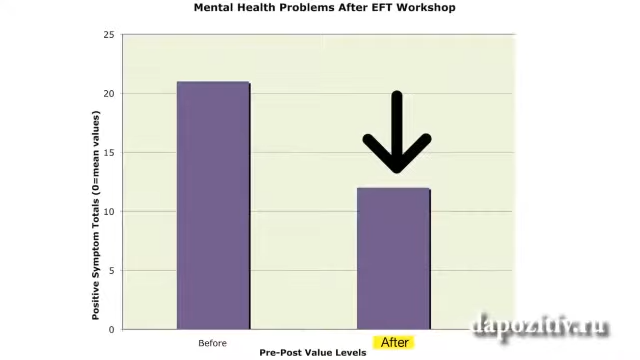 Mental Health Problems After EFT Workshop
25
20
15
10
5
0
Positive Symptom Totals (0=mean values)
Before
After
Pre-Post Value Levels
dapozitiv.ru